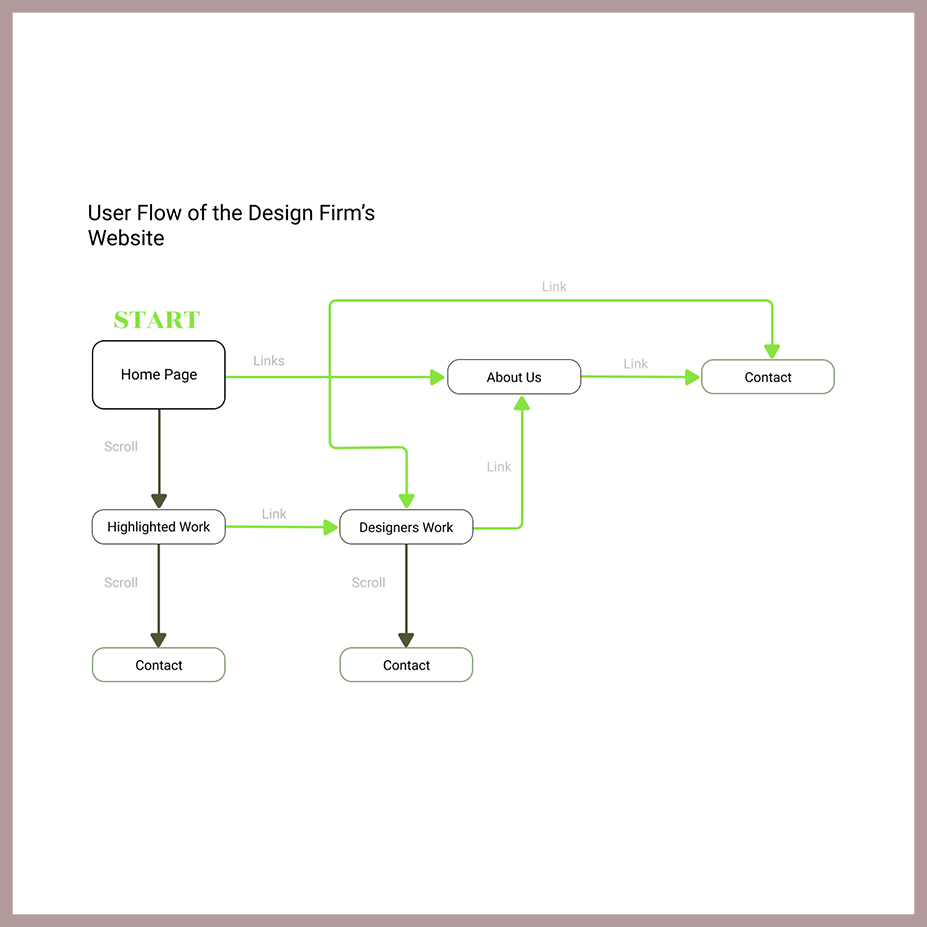 User Flow of the Design Firm’s
Website
Link
START
Links
Link
Home Page
About Us
Contact
Scroll
Link
Link
Highlighted Work
Designers Work
Scroll
Scroll
Contact
Contact